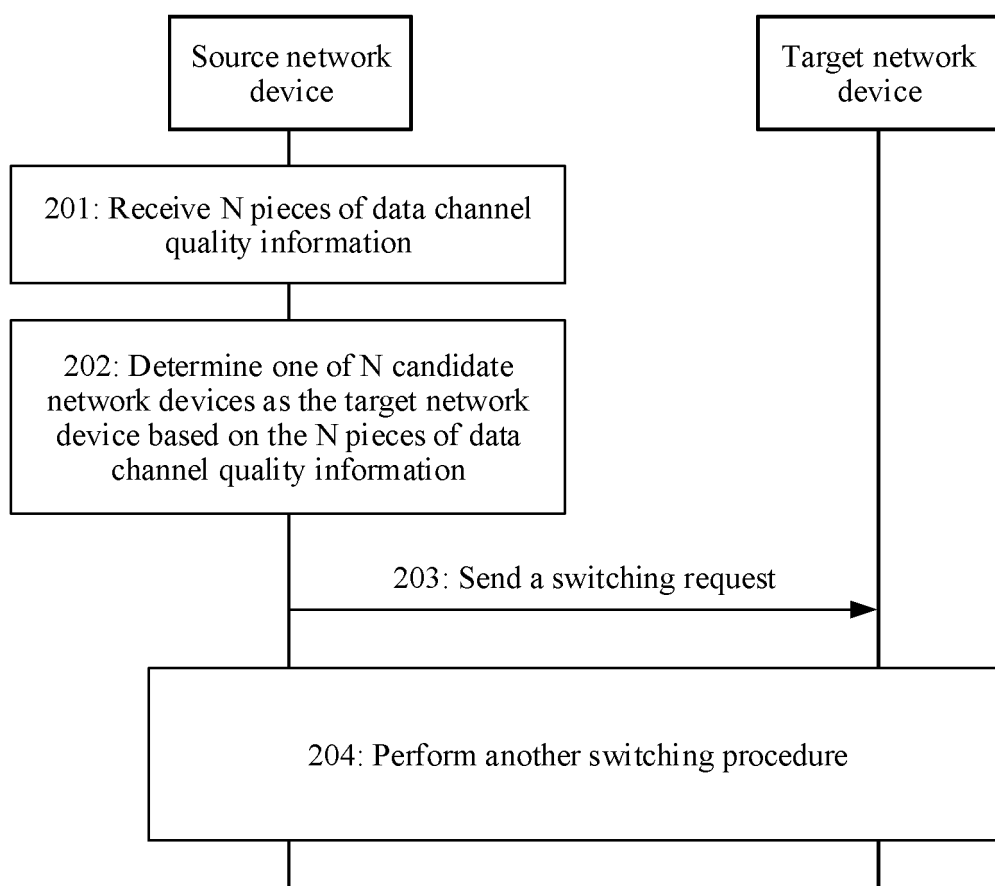 Source network
device
Target network
device
201: Receive N pieces of data channel
quality information
202: Determine one of N candidate
network devices as the target network
device based on the N pieces of data
channel quality information
203: Send a switching request
204: Perform another switching procedure